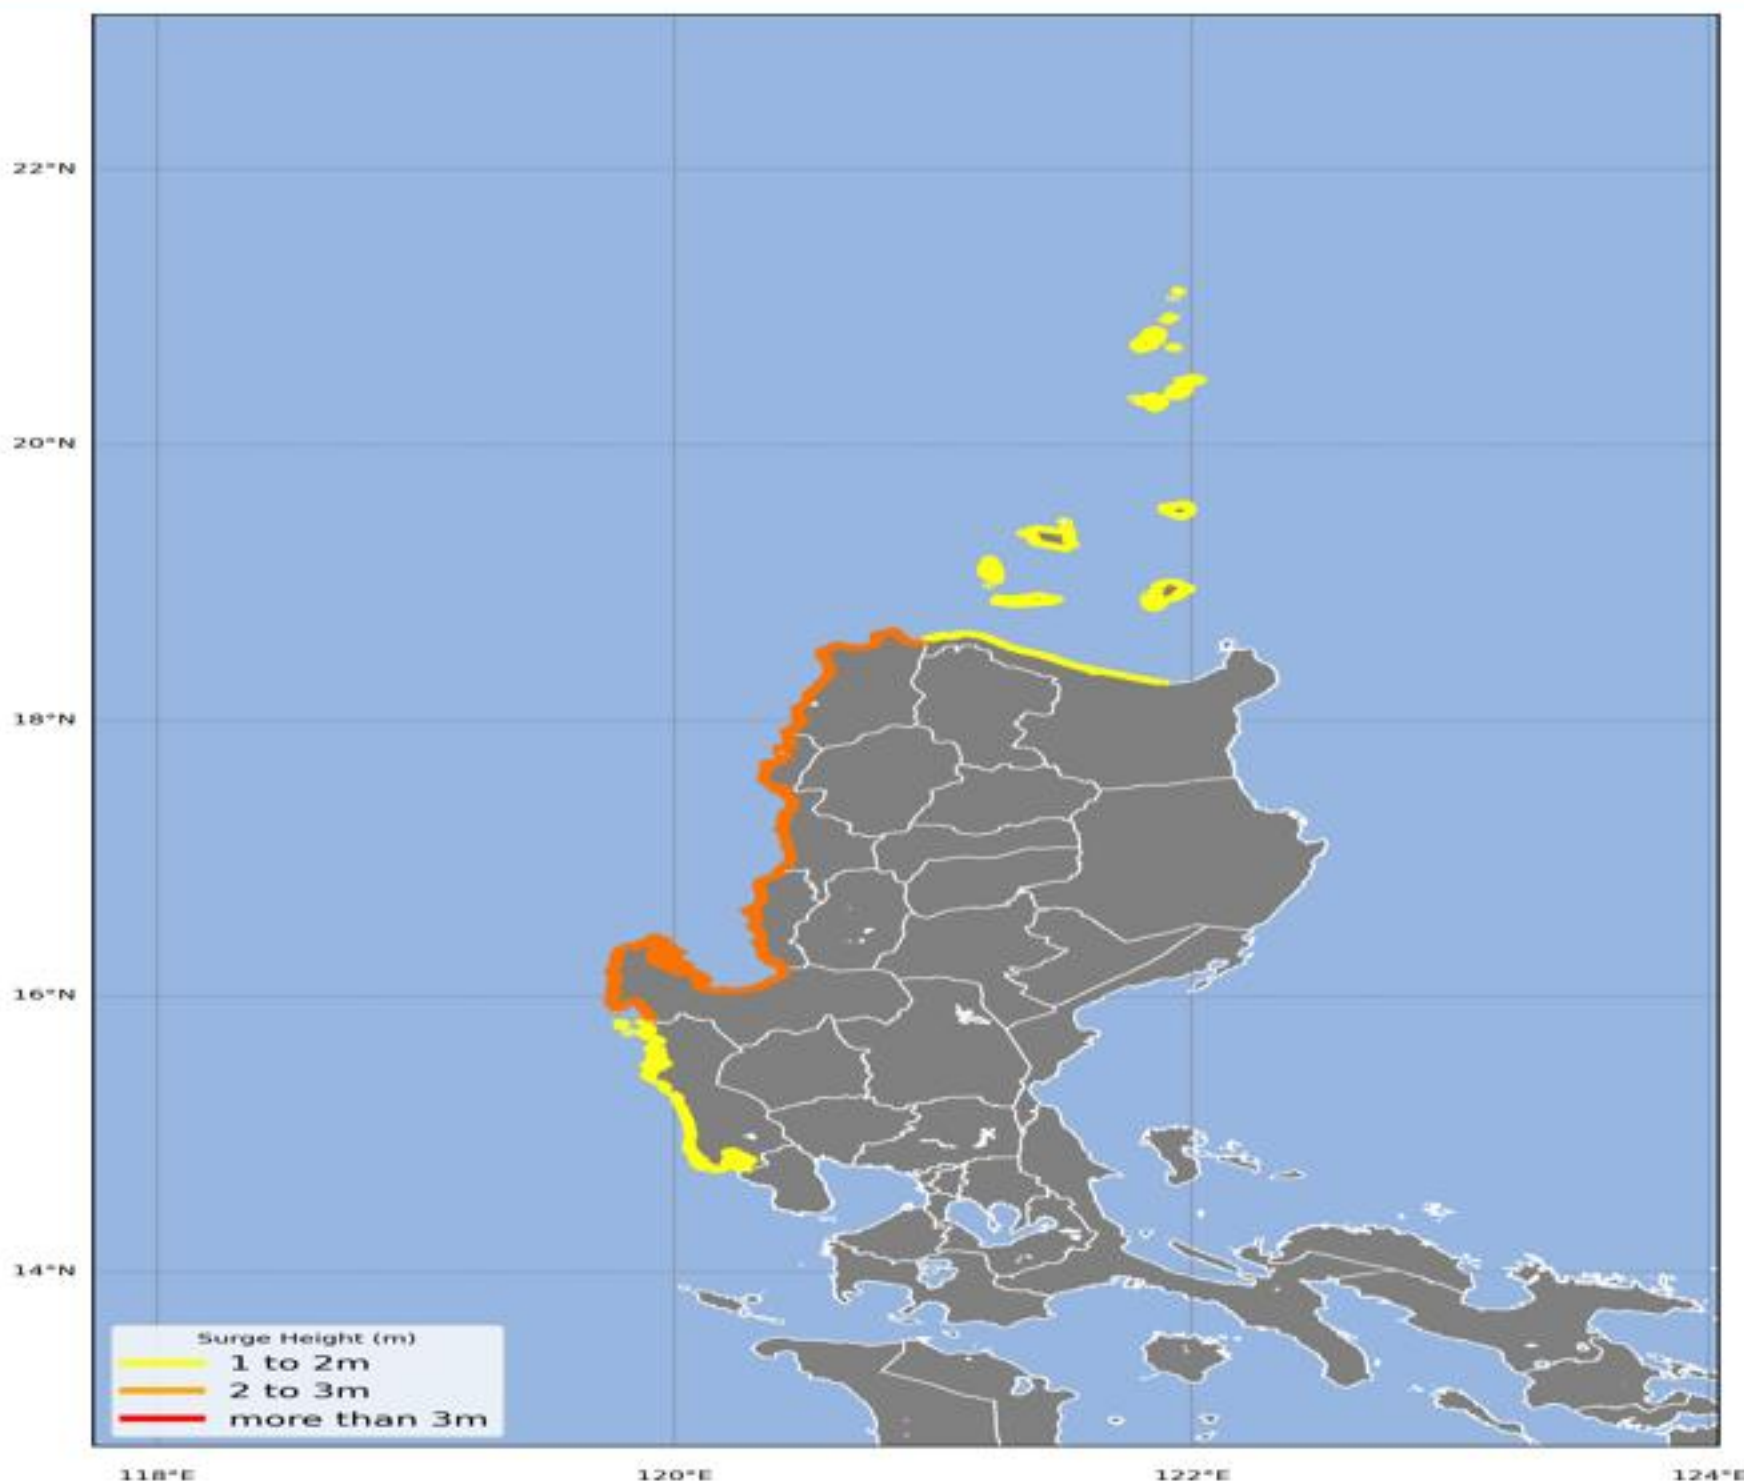 22°N
20°N
18°N
16°N
14°N
Surge Height (m)
1 to 2m
2 to 3m
more than 3m
118°E 120°E 122°E 124°E